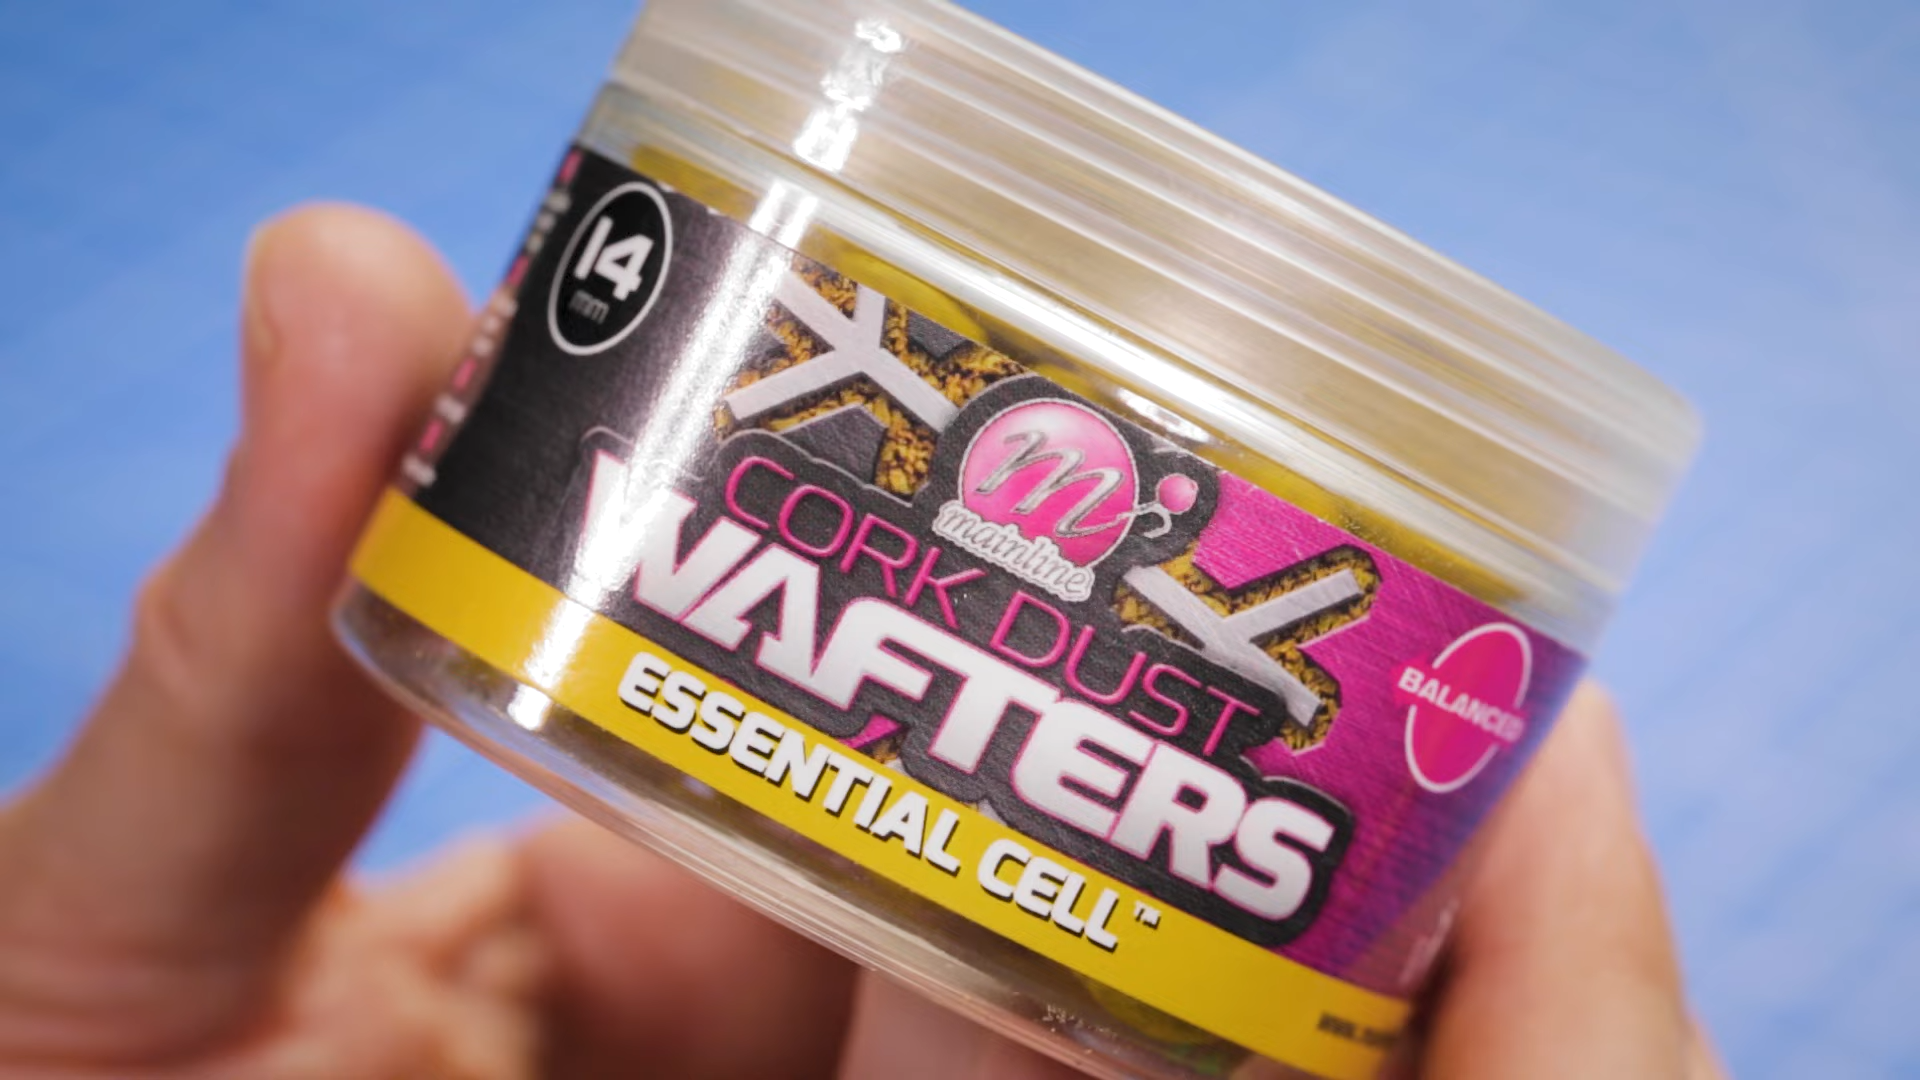 14
mm
m
mainline
CORK DUST
WAFTERS
ESSENTIAL CELL™
BALANCED